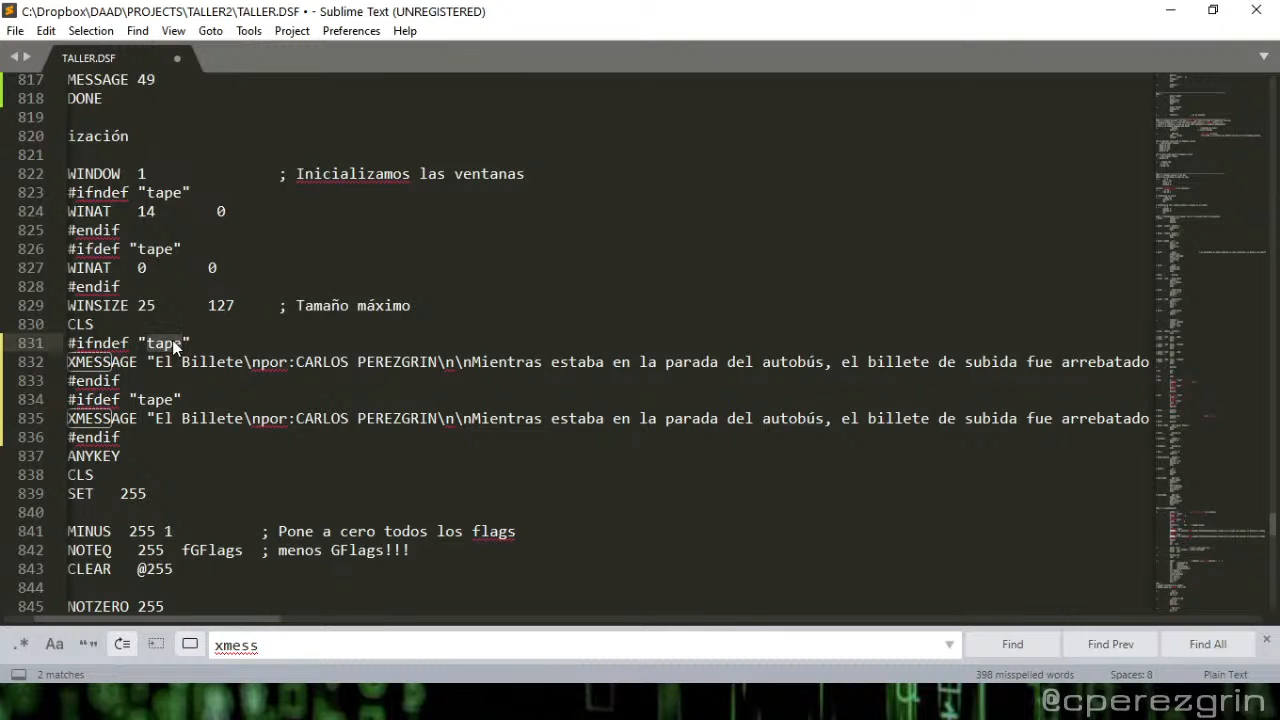 C:\Dropbox\DAAD\PROJECTS\TALLER2\TALLER.DSF • - Sublime Text (UNREGISTERED)
File Edit Selection Find View Goto Tools Project Preferences Help
TALLER.DSF
817 MESSAGE 49
818 DONE
819
820 ización
821
822 WINDOW 1 ; Inicializamos las ventanas
823 #ifndef "tape"
824 WINAT 14 0
825 #endif
826 #ifdef "tape"
827 WINAT 0 0
828 #endif
829 WINSIZE 25 127 ; Tamaño máximo
830 CLS
831 #ifndef "tape"
832 XMESSAGE "El Billete\npor:CARLOS PEREZGRIN\n\nMientras estaba en la parada del autobús, el billete de subida fue arrebatado
833 #endif
834 #ifdef "tape"
835 XMESSAGE "El Billete\npor:CARLOS PEREZGRIN\n\nMientras estaba en la parada del autobús, el billete de subida fue arrebatado
836 #endif
837 ANYKEY
838 CLS
839 SET 255
840
841 MINUS 255 1 ; Pone a cero todos los flags
842 NOTEQ 255 fGFlags ; menos GFlags!!!
843 CLEAR @255
844
845 NOTZERO 255
.* Aa “” xmess Find Find Prev Find All
2 matches 398 misspelled words Spaces: 8 Plain Text
@cperezgrin